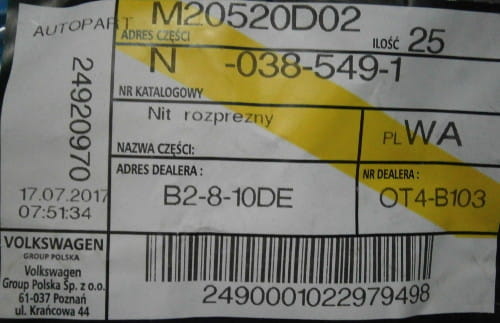 AUTOPART
24920970
17.07.2017
07:51:34
M20520D02
ADRES CZĘŚCI
ILOŚĆ 25
N -038-549-1
NR KATALOGOWY
Nit rozprezny
NAZWA CZĘŚCI:
PL WA
ADRES DEALERA :
B2-8-10DE
NR DEALERA :
OT4-B103
VOLKSWAGEN
GROUP POLSKA
Volkswagen
Group Polska Sp. z o.o.
61-037 Poznań
ul. Krańcowa 44
2490001022979498